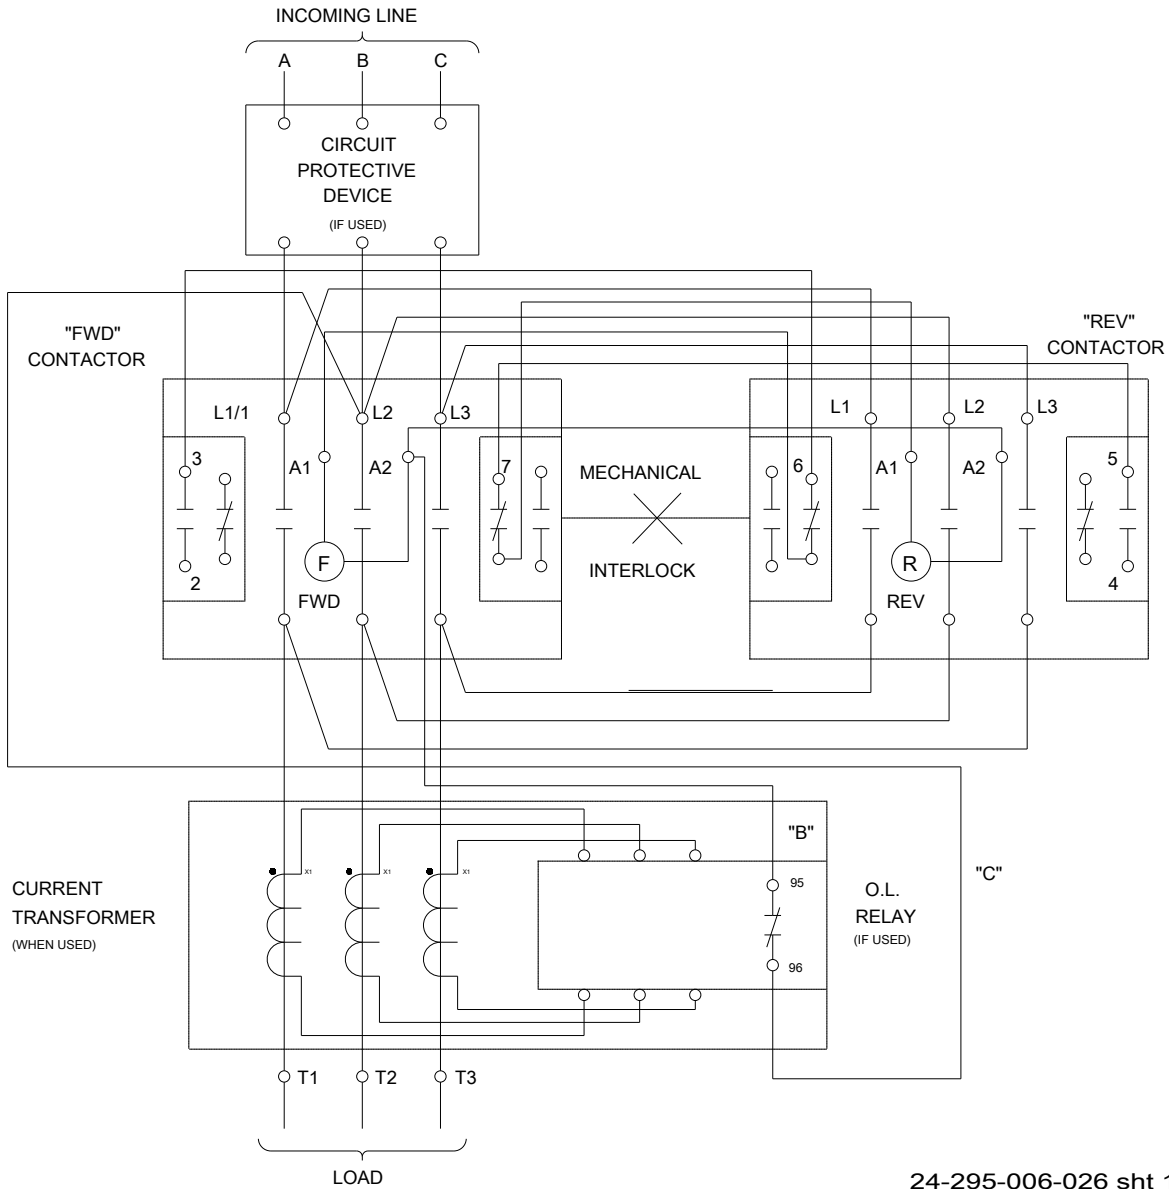 INCOMING LINE
A B C
CIRCUIT
PROTECTIVE
DEVICE
(IF USED)
"FWD"
CONTACTOR
"REV"
CONTACTOR
L1/1 L2 L3
L1 L2 L3
3 A1 A2 7
MECHANICAL
6 A1 A2 5
F
R
2
INTERLOCK
4
FWD
REV
"B"
X1 X1 X1
CURRENT
TRANSFORMER
(WHEN USED)
95
96
O.L.
RELAY
(IF USED)
"C"
T1 T2 T3
LOAD
24-295-006-026 sht 1